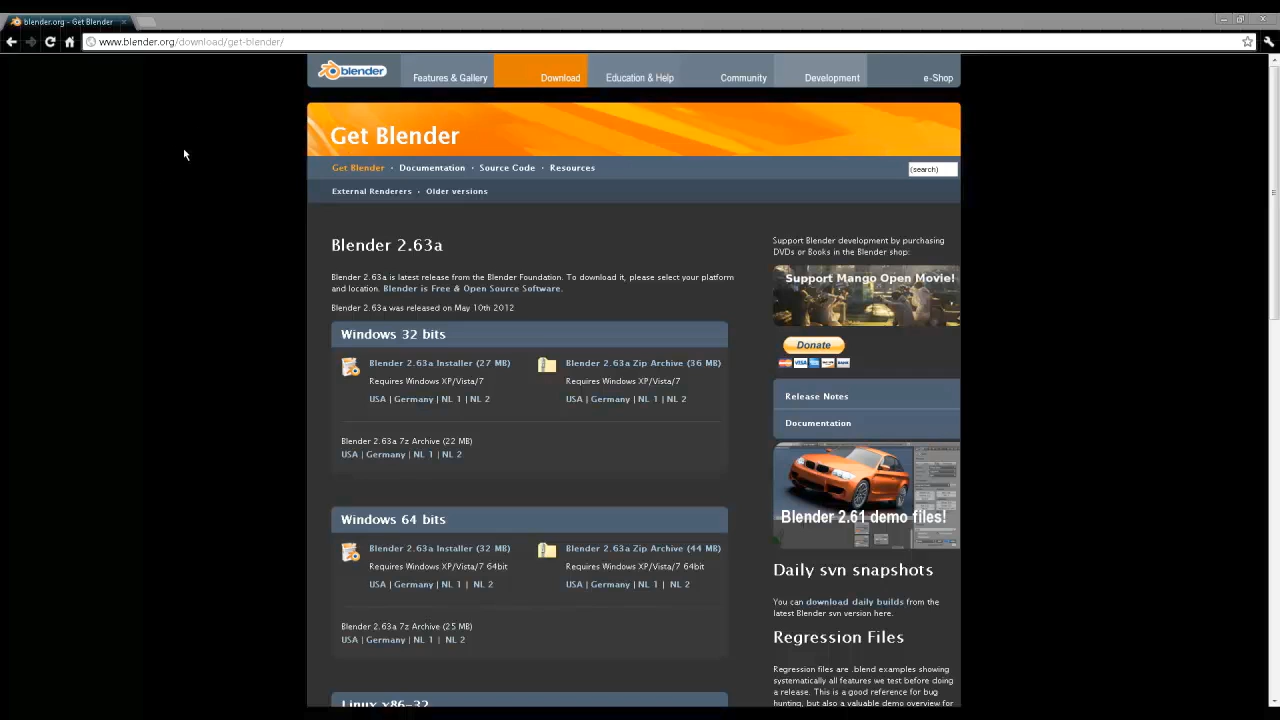 blender.org - Get Blender
www.blender.org/download/get-blender/
blender
Features & Gallery
Download
Education & Help
Community
Development
e-Shop
Get Blender
Get Blender · Documentation · Source Code · Resources
(search)
External Renderers · Older versions
Blender 2.63a
Blender 2.63a is latest release from the Blender Foundation. To download it, please select your platform
and location. Blender is Free & Open Source Software.
Blender 2.63a was released on May 10th 2012
Windows 32 bits
Blender 2.63a Installer (27 MB)
Requires Windows XP/Vista/7
USA | Germany | NL 1 | NL 2
Blender 2.63a Zip Archive (36 MB)
Requires Windows XP/Vista/7
USA | Germany | NL 1 | NL 2
Blender 2.63a 7z Archive (22 MB)
USA | Germany | NL 1 | NL 2
Windows 64 bits
Blender 2.63a Installer (32 MB)
Requires Windows XP/Vista/7 64bit
USA | Germany | NL 1 | NL 2
Blender 2.63a Zip Archive (44 MB)
Requires Windows XP/Vista/7 64bit
USA | Germany | NL 1 | NL 2
Blender 2.63a 7z Archive (25 MB)
USA | Germany | NL 1 | NL 2
Linux x86-32
Support Blender development by purchasing
DVDs or Books in the Blender shop:
Support Mango Open Movie!
Donate
VISA
Release Notes
Documentation
Blender 2.61 demo files!
Daily svn snapshots
You can download daily builds from the
latest Blender svn version here.
Regression Files
Regression files are .blend examples showing
systematically all features we test before doing
a release. This is a good reference for bug
hunting, but also a valuable demo overview for